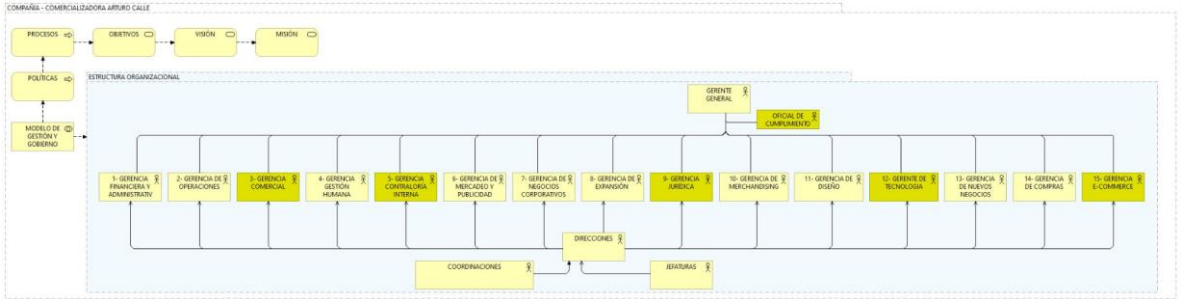 COMPAÑIA - COMERCIALIZADORA ARTURO CALLE
PROCESOS
OBJETIVOS
VISIÓN
MISIÓN
POLÍTICAS
MODELO DE
GESTIÓN Y
GOBIERNO
ESTRUCTURA ORGANIZACIONAL
GERENTE
GENERAL
OFICIAL DE
CUMPLIMIENTO
1- GERENCIA
FINANCIERA Y
ADMINISTRATIV
2- GERENCIA DE
OPERACIONES
3- GERENCIA
COMERCIAL
4- GERENCIA
GESTIÓN
HUMANA
5- GERENCIA
CONTRALORÍA
INTERNA
6- GERENCIA DE
MERCADEO Y
PUBLICIDAD
7- GERENCIA DE
NEGOCIOS
CORPORATIVOS
8- GERENCIA DE
EXPANSIÓN
9- GERENCIA
JURÍDICA
10- GERENCIA DE
MERCHANDISING
11- GERENCIA DE
DISEÑO
12- GERENTE DE
TECNOLOGIA
13- GERENCIA
DE NUEVOS
NEGOCIOS
14- GERENCIA
DE COMPRAS
15- GERENCIA
E-COMMERCE
DIRECCIONES
COORDINACIONES
JEFATURAS